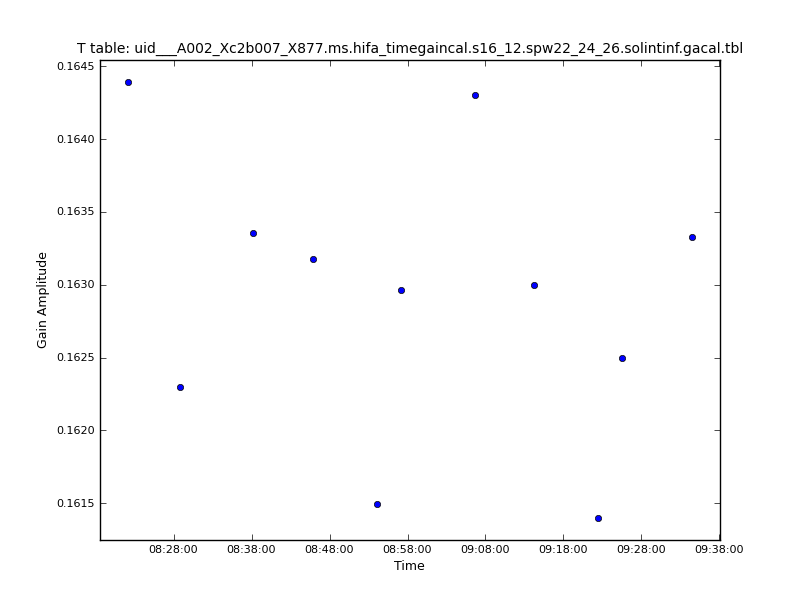 T table: uid___A002_Xc2b007_X877.ms.hifa_timegaincal.s16_12.spw22_24_26.solintinf.gacal.tbl
0.1645
0.1640
0.1635
0.1630
0.1625
0.1620
0.1615
Gain Amplitude
08:28:00 08:38:00 08:48:00 08:58:00 09:08:00 09:18:00 09:28:00 09:38:00
Time